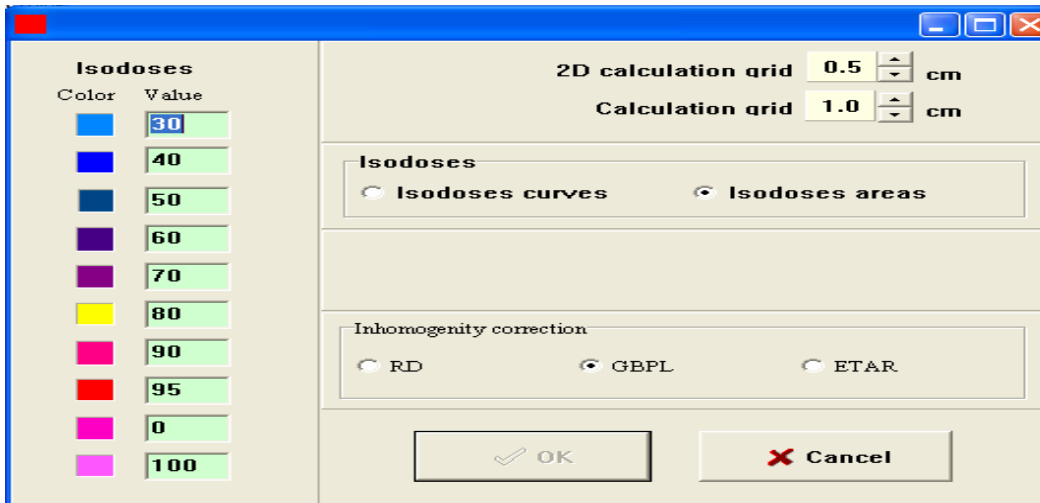 Isodoses
Color Value
30
40
50
60
70
80
90
95
0
100
2D calculation grid 0.5 cm
Calculation grid 1.0 cm
Isodoses
Isodoses curves Isodoses areas
Inhomogenity correction
RD GBPL ETAR
OK Cancel